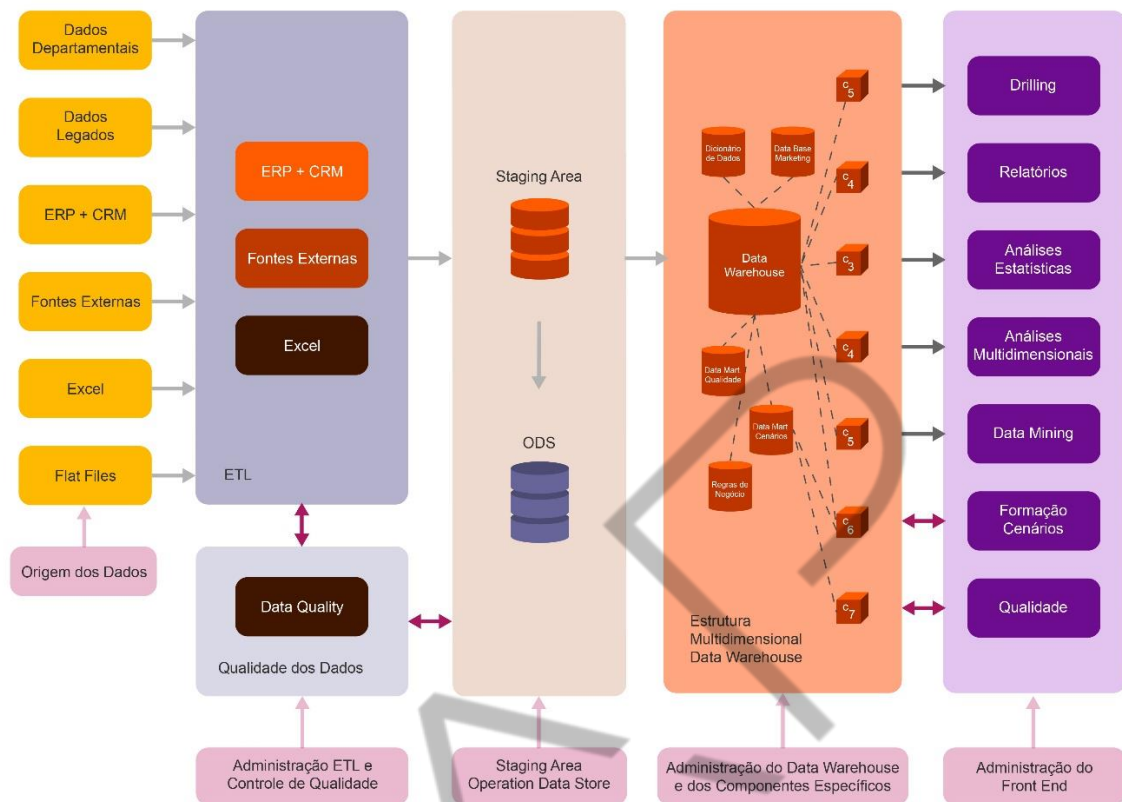 Dados
Departamentais
Dados
Legados
ERP + CRM
Fontes Externas
Excel
Flat Files
Origem dos Dados
ERP + CRM
Fontes Externas
Excel
ETL
Data Quality
Qualidade dos Dados
Administração ETL e
Controle de Qualidade
Staging Area
ODS
Staging Area
Operation Data Store
Dicionário
de Dados
Data Base
Marketing
Data
Warehouse
Data Mart.
Qualidade
Data Mart.
Cenários
Regras de
Negócio
C5
C4
C3
C4
C5
C6
C7
Estrutura
Multidimensional
Data Warehouse
Administração do Data Warehouse
e dos Componentes Específicos
Drilling
Relatórios
Análises
Estatísticas
Análises
Multidimensionais
Data Mining
Formação
Cenários
Qualidade
Administração do
Front End